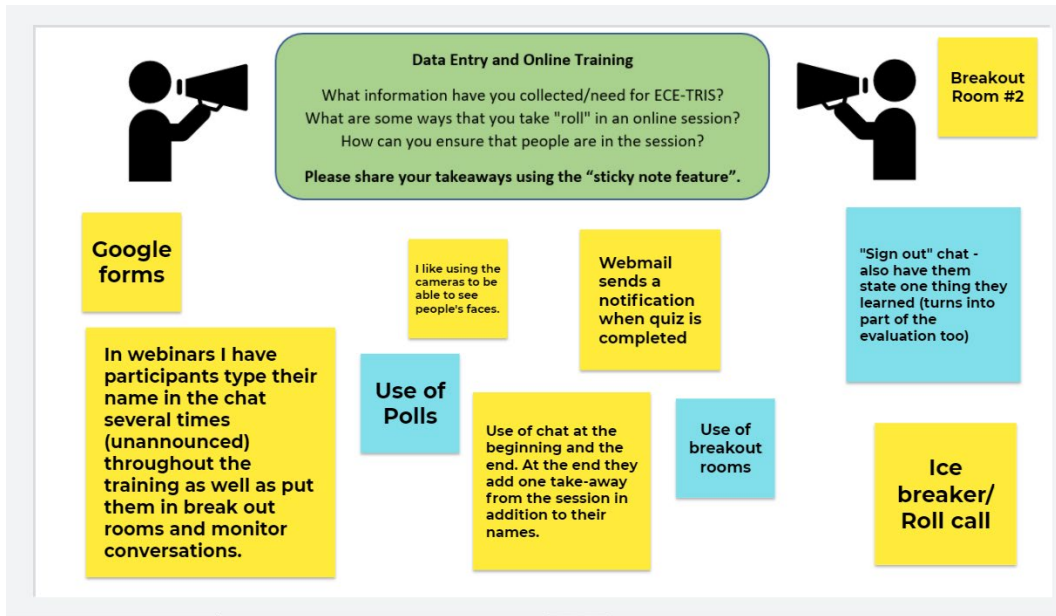 Data Entry and Online Training
What information have you collected/need for ECE-TRIS?
What are some ways that you take "roll" in an online session?
How can you ensure that people are in the session?
Please share your takeaways using the “sticky note feature”.
Breakout
Room #2
Google
forms
I like using the
cameras to be
able to see
people's faces.
Webmail
sends a
notification
when quiz is
completed
"Sign out" chat -
also have them
state one thing they
learned (turns into
part of the
evaluation too)
In webinars I have
participants type their
name in the chat
several times
(unannounced)
throughout the
training as well as put
them in break out
rooms and monitor
conversations.
Use of
Polls
Use of chat at the
beginning and the
end. At the end they
add one take-away
from the session in
addition to their
names.
Use of
breakout
rooms
Ice
breaker/
Roll call